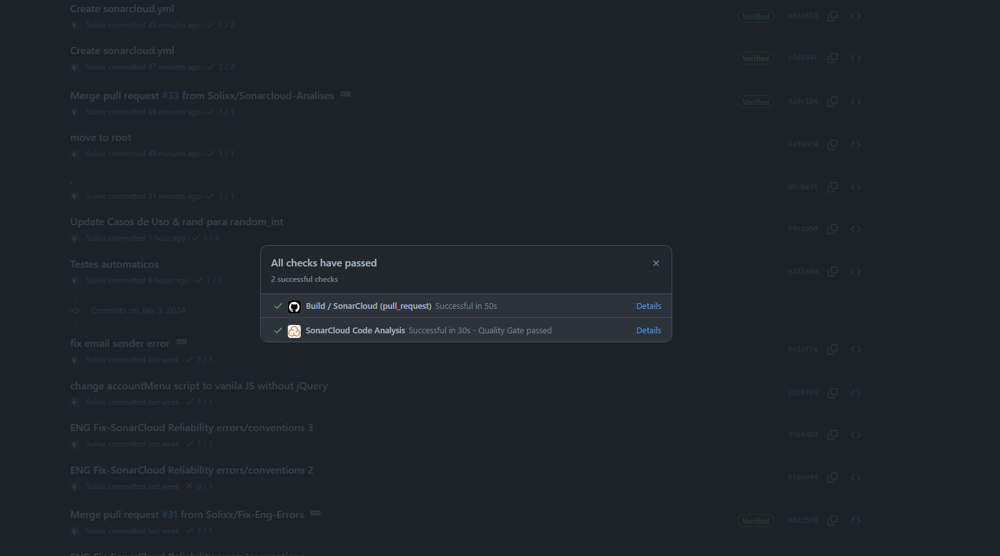 Create sonarcloud.yml
Verified a931618
Solixx committed 43 minutes ago · 2 / 2
Create sonarcloud.yml
Verified c4d184f
Solixx committed 47 minutes ago · 2 / 2
Merge pull request #33 from Solixx/Sonarcloud-Analises
Verified 42dc104
Solixx committed 48 minutes ago · 1 / 1
move to root
6a7a0c9
Solixx committed 49 minutes ago · 1 / 1
.
06c0a31
Solixx committed 51 minutes ago · 1 / 1
Update Casos de Uso & rand para random_int
59cab50
Solixx committed 1 hour ago · 1 / 1
Testes automaticos
e311e8a
Solixx committed 9 hours ago · 1 / 1
All checks have passed
2 successful checks
Build / SonarCloud (pull_request) Successful in 50s Details
SonarCloud Code Analysis Successful in 30s - Quality Gate passed Details
Commits on Jan 3, 2024
fix email sender error
bc2df7a
Solixx committed last week · 1 / 1
change accountMenu script to vanila JS without jQuery
c7c4769
Solixx committed last week · 1 / 1
ENG Fix-SonarCloud Reliability errors/conventions 3
3564d89
Solixx committed last week · 1 / 1
ENG Fix-SonarCloud Reliability errors/conventions 2
51bde44
Solixx committed last week · 0 / 1
Merge pull request #31 from Solixx/Fix-Eng-Errors
Verified 46235f8
Solixx committed last week · 1 / 1
ENG Fix-SonarCloud Reliability errors/conventions